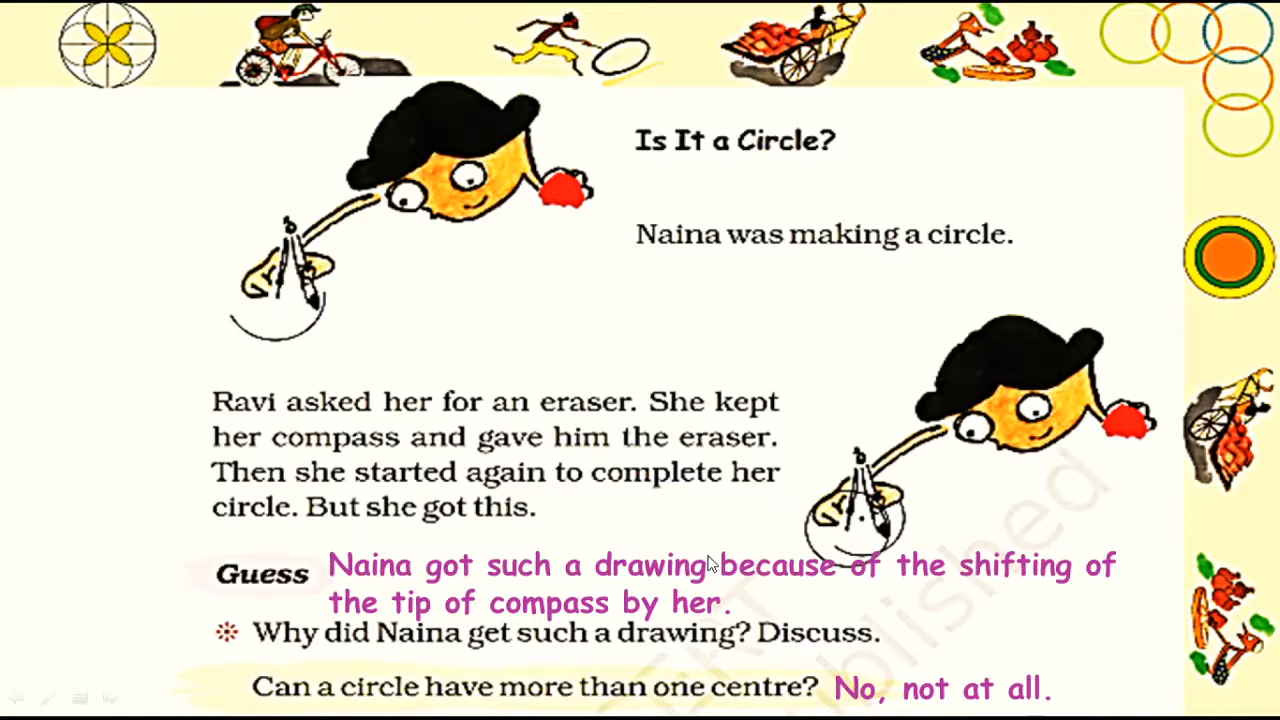 Is It a Circle?
Naina was making a circle.
Ravi asked her for an eraser. She kept
her compass and gave him the eraser.
Then she started again to complete her
circle. But she got this.
Guess Naina got such a drawing because of the shifting of
the tip of compass by her.
Why did Naina get such a drawing? Discuss.
Can a circle have more than one centre? No, not at all.